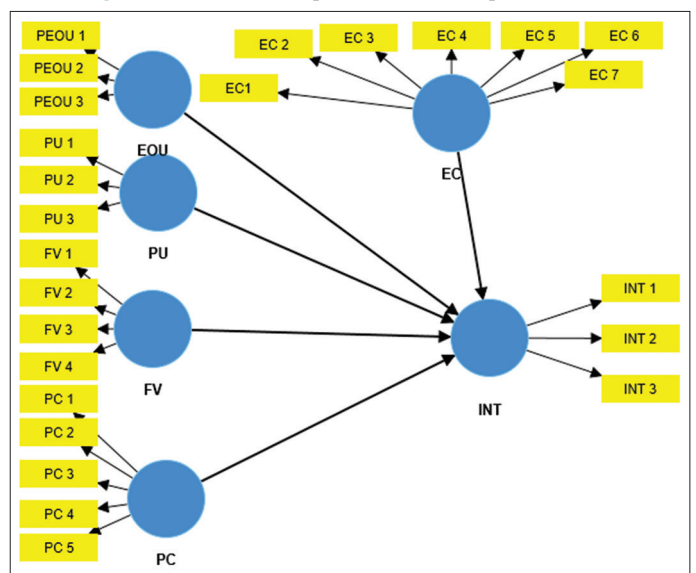 PEOU 1
PEOU 2
PEOU 3
EOU
PU 1
PU 2
PU 3
PU
FV 1
FV 2
FV 3
FV 4
FV
PC 1
PC 2
PC 3
PC 4
PC 5
PC
EC1
EC 2
EC 3
EC 4
EC 5
EC 6
EC 7
EC
INT
INT 1
INT 2
INT 3